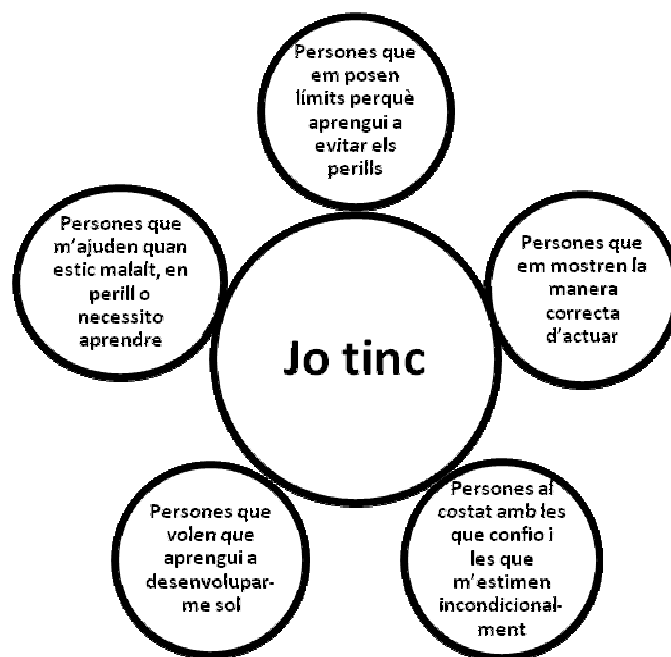 Persones que
em posen
límits perquè
aprengui a
evitar els
perills
Persones que
m'ajuden quan
estic malalt, en
perill o
necessito
aprendre
Persones que
em mostren la
manera
correcta
d'actuar
Jo tinc
Persones que
volen que
aprengui a
desenvolupar-
me sol
Persones al
costat amb les
que confio i
les que
m'estimen
incondicional-
ment